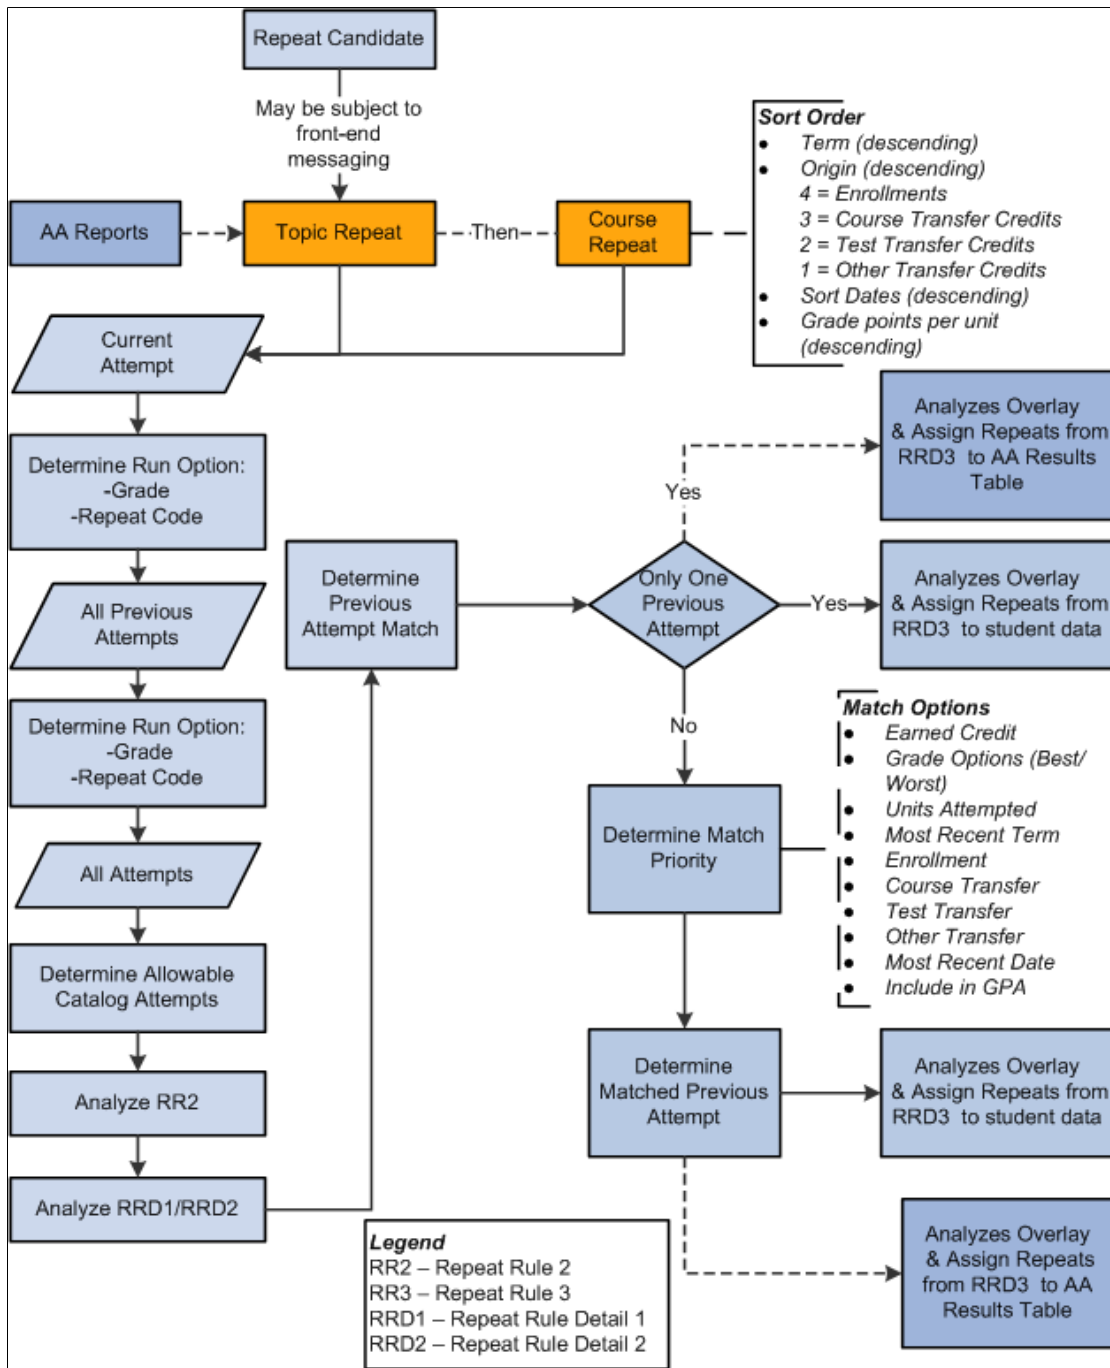 Repeat Candidate
May be subject to
front-end
messaging
Sort Order
Term (descending)
Origin (descending)
4 = Enrollments
3 = Course Transfer Credits
2 = Test Transfer Credits
1 = Other Transfer Credits
Sort Dates (descending)
Grade points per unit
(descending)
AA Reports
Topic Repeat
Then
Course
Repeat
Current
Attempt
Determine Run Option:
-Grade
-Repeat Code
All Previous
Attempts
Determine Run Option:
-Grade
-Repeat Code
All Attempts
Determine Allowable
Catalog Attempts
Analyze RR2
Analyze RRD1/RRD2
Determine
Previous
Attempt Match
Only One
Previous
Attempt
Yes
Analyzes Overlay
& Assign Repeats from
RRD3 to AA Results
Table
Yes
Analyzes Overlay
& Assign Repeats from
RRD3 to student data
No
Determine Match
Priority
Match Options
Earned Credit
Grade Options (Best/
Worst)
Units Attempted
Most Recent Term
Enrollment
Course Transfer
Test Transfer
Other Transfer
Most Recent Date
Include in GPA
Determine
Matched Previous
Attempt
Analyzes Overlay
& Assign Repeats from
RRD3 to student data
Analyzes Overlay
& Assign Repeats
from RRD3 to AA
Results Table
Legend
RR2 – Repeat Rule 2
RR3 – Repeat Rule 3
RRD1 – Repeat Rule Detail 1
RRD2 – Repeat Rule Detail 2